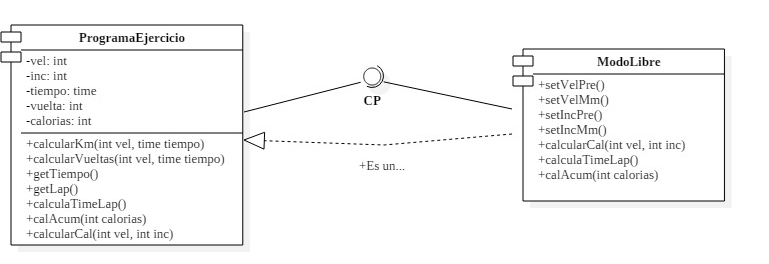 ProgramaEjercicio
-vel: int
-inc: int
-tiempo: time
-vuelta: int
-calorias: int
+calcularKm(int vel, time tiempo)
+calcularVueltas(int vel, time tiempo)
+getTiempo()
+getLap()
+calculaTimeLap()
+calAcum(int calorias)
+calcularCal(int vel, int inc)
CP
+Es un...
ModoLibre
+setVelPre()
+setVelMm()
+setIncPre()
+setIncMm()
+calcularCal(int vel, int inc)
+calculaTimeLap()
+calAcum(int calorias)